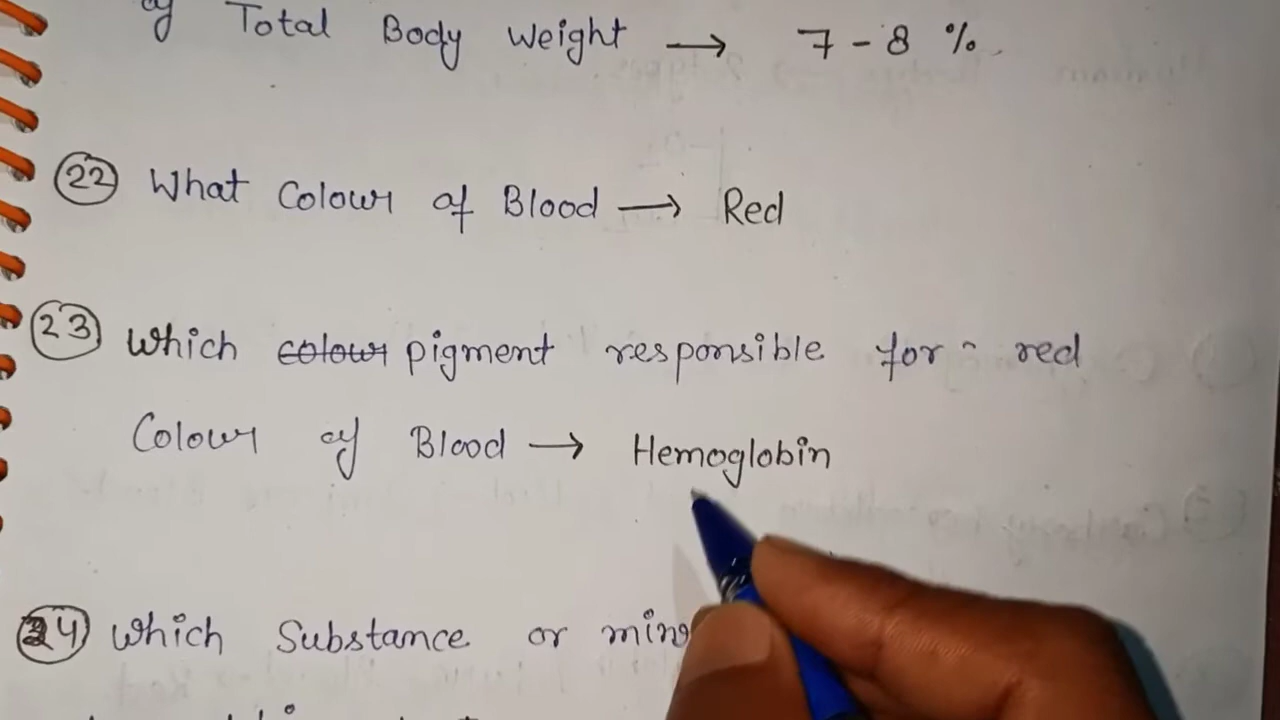 of Total Body weight → 7-8 %
22 What Colour of Blood → Red
23 Which colour pigment responsible for red
Colour of Blood → Hemoglobin
24 Which Substance or